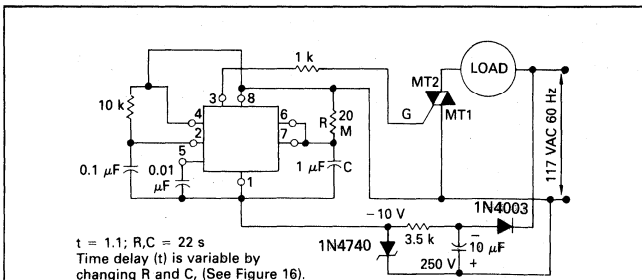 1 k
LOAD
MT2
MT1
G
117 VAC 60 Hz
10 k
3 8
4
2
5
6
7
1
R 20 M
0.1 μF
0.01 μF
1 μF C
−10 V
3.5 k
1N4003
1N4740
− 10 μF
250 V +
t = 1.1; R,C = 22 s
Time delay (t) is variable by
changing R and C, (See Figure 16).